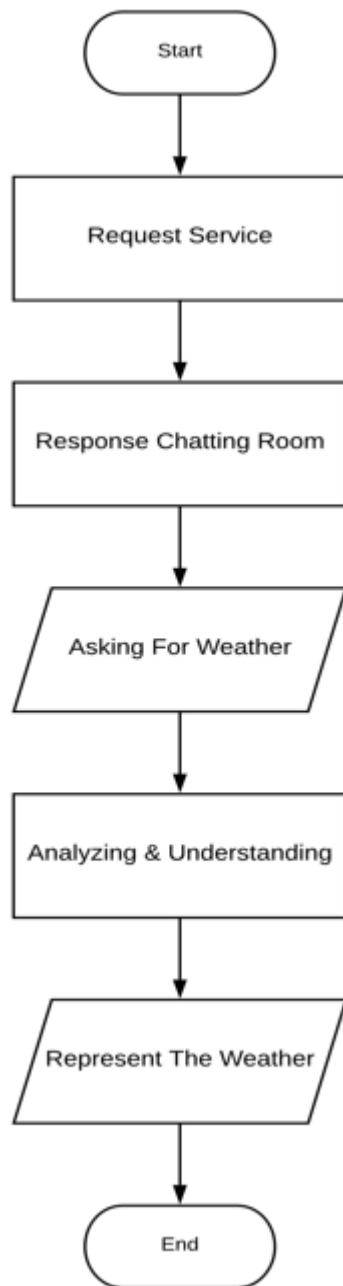 Start
Request Service
Response Chatting Room
Asking For Weather
Analyzing & Understanding
Represent The Weather
End